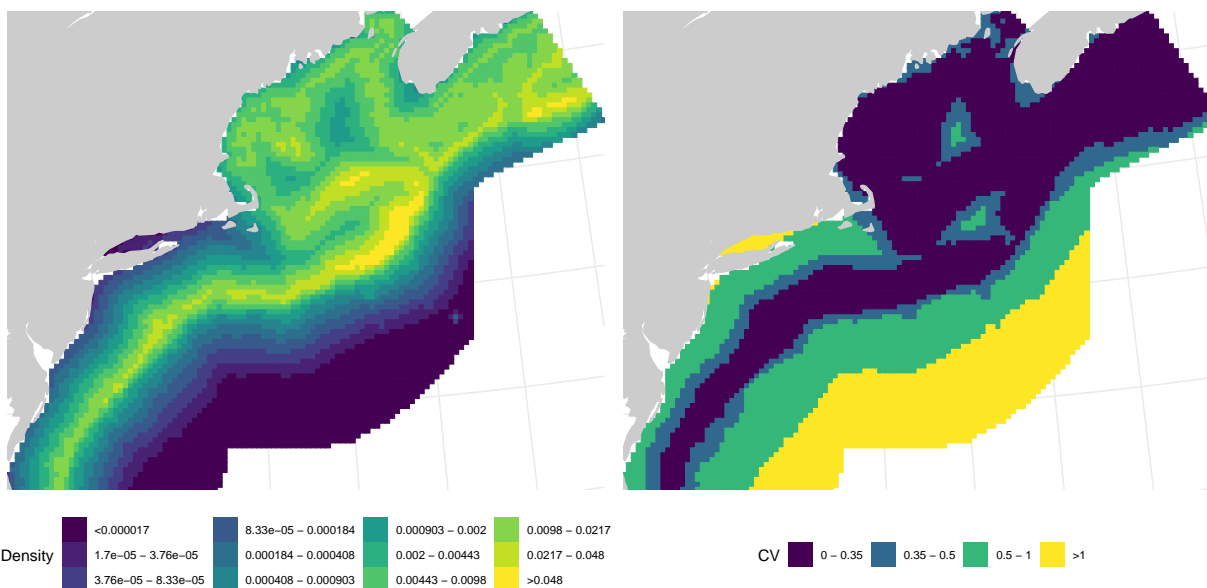 <0.000017 8.33e−05 − 0.000184 0.000903 − 0.002 0.0098 − 0.0217
Density 1.7e−05 − 3.76e−05 0.000184 − 0.000408 0.002 − 0.00443 0.0217 − 0.048 CV 0 − 0.35 0.35 − 0.5 0.5 − 1 >1
3.76e−05 − 8.33e−05 0.000408 − 0.000903 0.00443 − 0.0098 >0.048